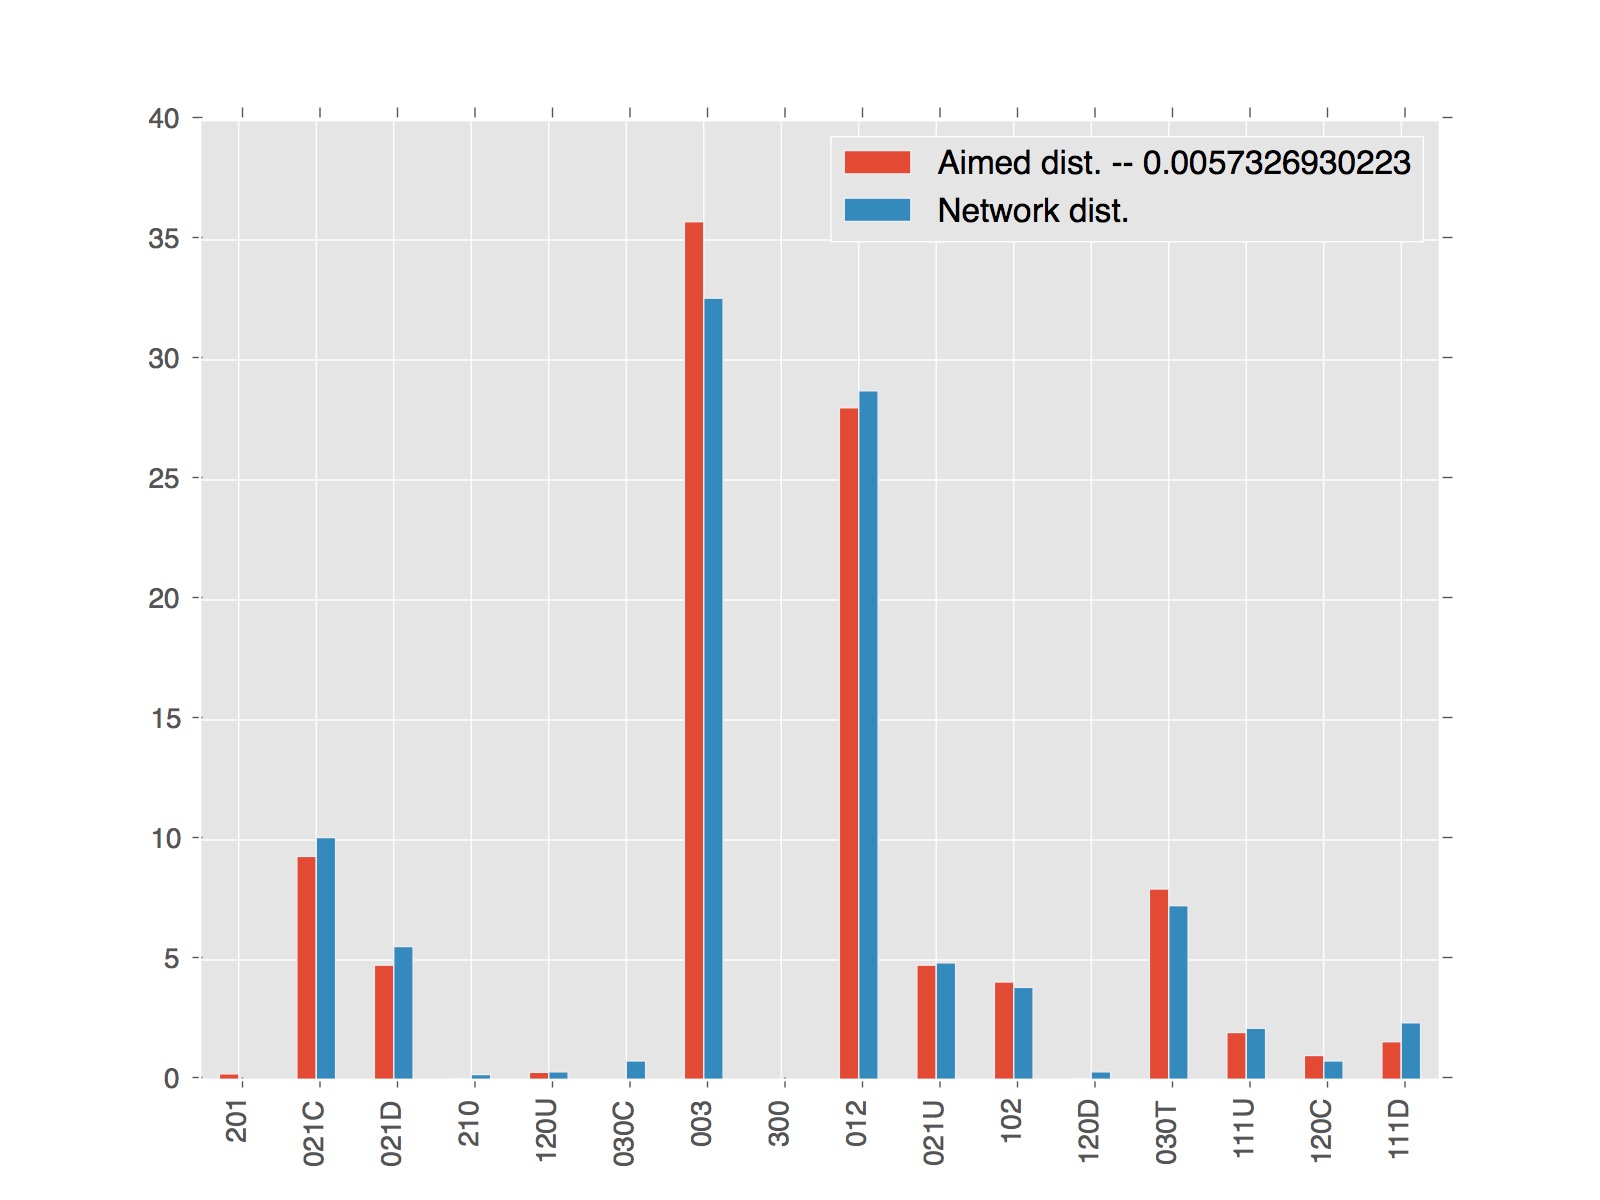 40
35
30
25
20
15
10
5
0
Aimed dist. -- 0.0057326930223
Network dist.
201
021C
021D
210
120U
030C
003
300
012
021U
102
120D
030T
111U
120C
111D